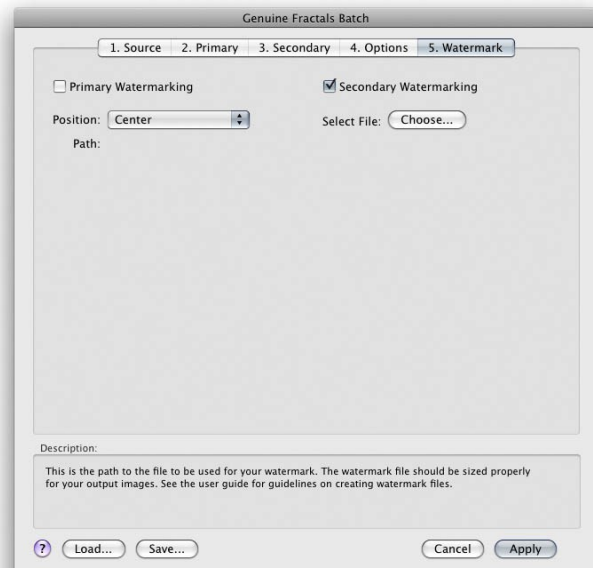 Genuine Fractals Batch
1. Source 2. Primary 3. Secondary 4. Options 5. Watermark
Primary Watermarking Secondary Watermarking
Position: Center Select File: Choose...
Path:
Description:
This is the path to the file to be used for your watermark. The watermark file should be sized properly
for your output images. See the user guide for guidelines on creating watermark files.
? Load... Save... Cancel Apply